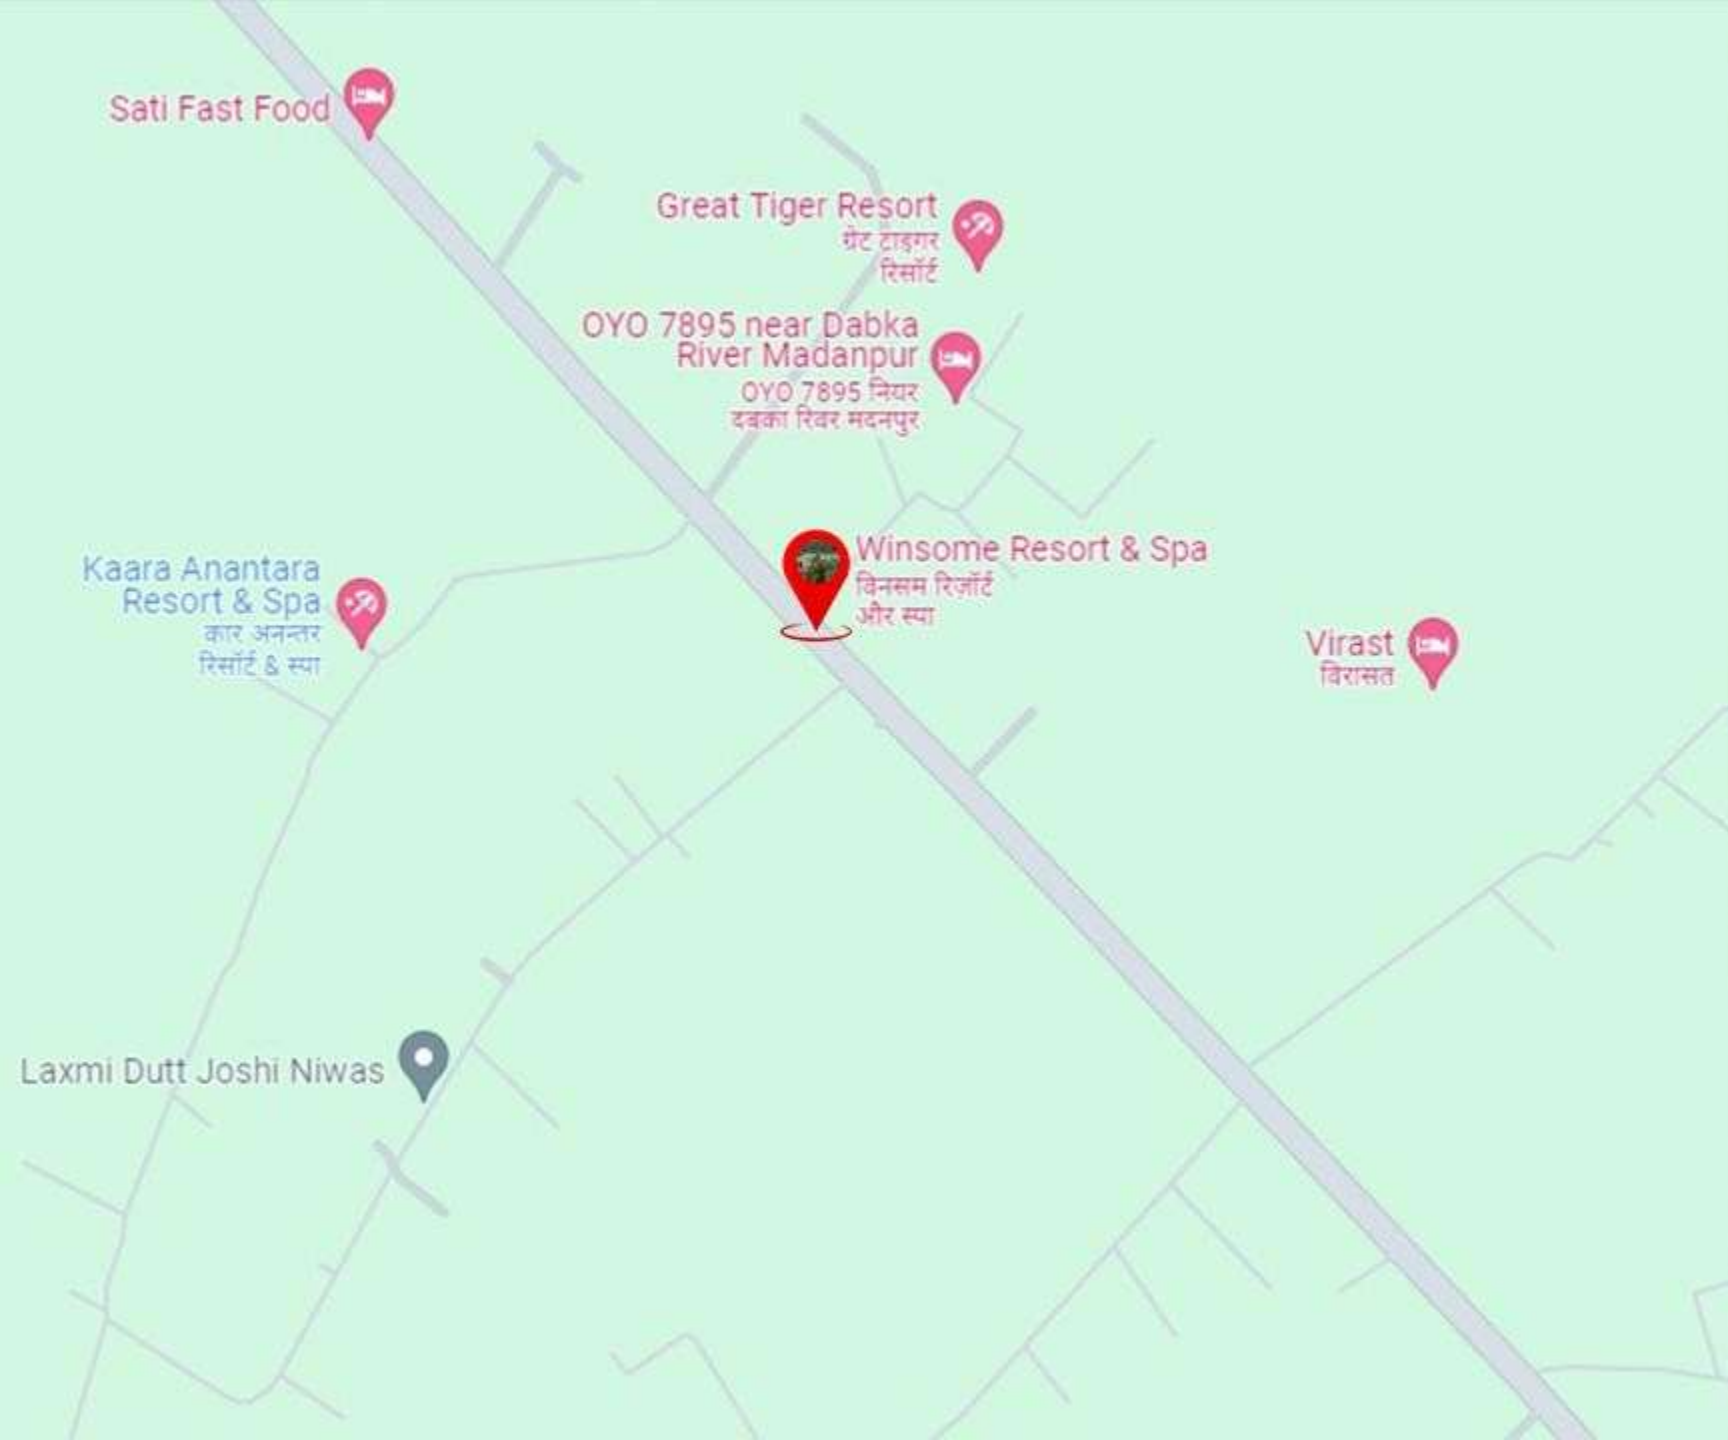 Sati Fast Food
Great Tiger Resort
ग्रेट टाइगर
रिसॉर्ट
OYO 7895 near Dabka
River Madanpur
OYO 7895 नियर
दबका रिवर मदनपुर
Winsome Resort & Spa
विनसम रिज़ॉर्ट
और स्पा
Kaara Anantara
Resort & Spa
कार अनन्तर
रिसॉर्ट & स्पा
Virast
विरासत
Laxmi Dutt Joshi Niwas